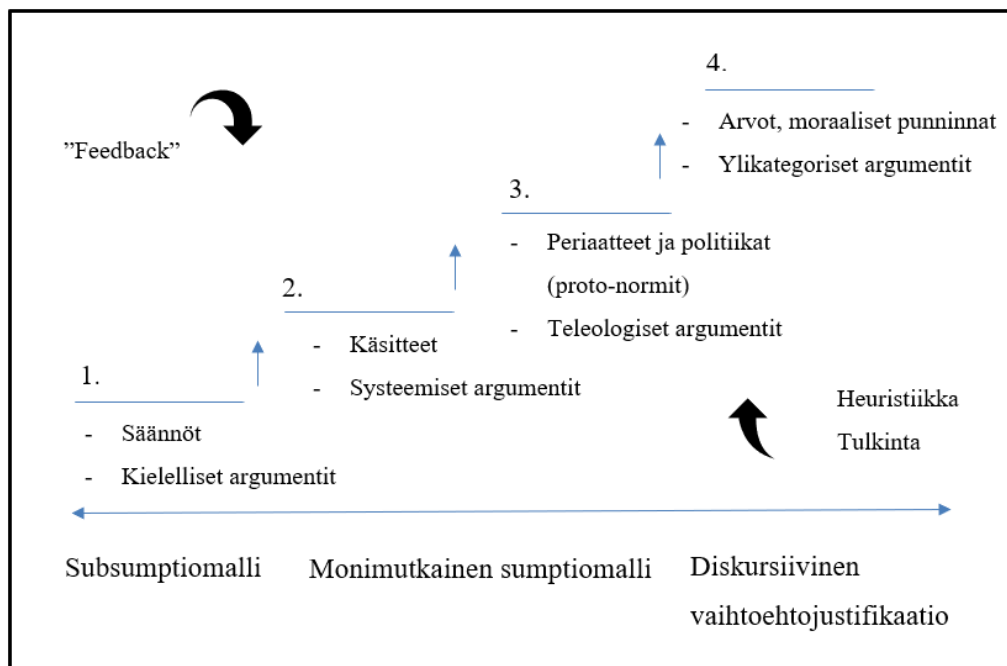 4.
- Arvot, moraaliset punninnat
- Ylikategoriset argumentit
”Feedback”
3.
- Periaatteet ja politiikat
(proto-normit)
- Teleologiset argumentit
2.
- Käsitteet
- Systeemiset argumentit
1.
- Säännöt
- Kielelliset argumentit
Heuristiikka
Tulkinta
Subsumptiomalli
Monimutkainen sumptiomalli
Diskursiivinen
vaihtoehtojustifikaatio